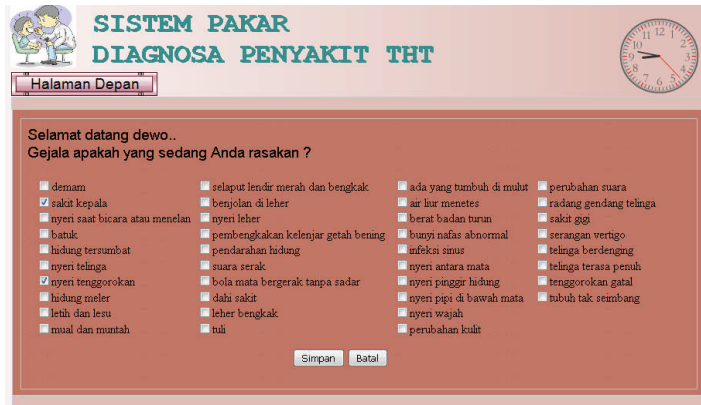 SISTEM PAKAR
DIAGNOSA PENYAKIT THT
Halaman Depan
Selamat datang dewo..
Gejala apakah yang sedang Anda rasakan ?
demam
sakit kepala
nyeri saat bicara atau menelan
batuk
hidung tersumbat
nyeri telinga
nyeri tenggorokan
hidung meler
letih dan lesu
mual dan muntah
selaput lendir merah dan bengkak
benjolan di leher
nyeri leher
pembengkakan kelenjar getah bening
pendarahan hidung
suara serak
bola mata bergerak tanpa sadar
dahi sakit
leher bengkak
tuli
ada yang tumbuh di mulut
air liur menetes
berat badan turun
bunyi nafas abnormal
infeksi sinus
nyeri antara mata
nyeri pinggir hidung
nyeri pipi di bawah mata
nyeri wajah
perubahan kulit
perubahan suara
radang gendang telinga
sakit gigi
serangan vertigo
telinga berdenging
telinga terasa penuh
tenggorokan gatal
tubuh tak seimbang
Simpan Batal